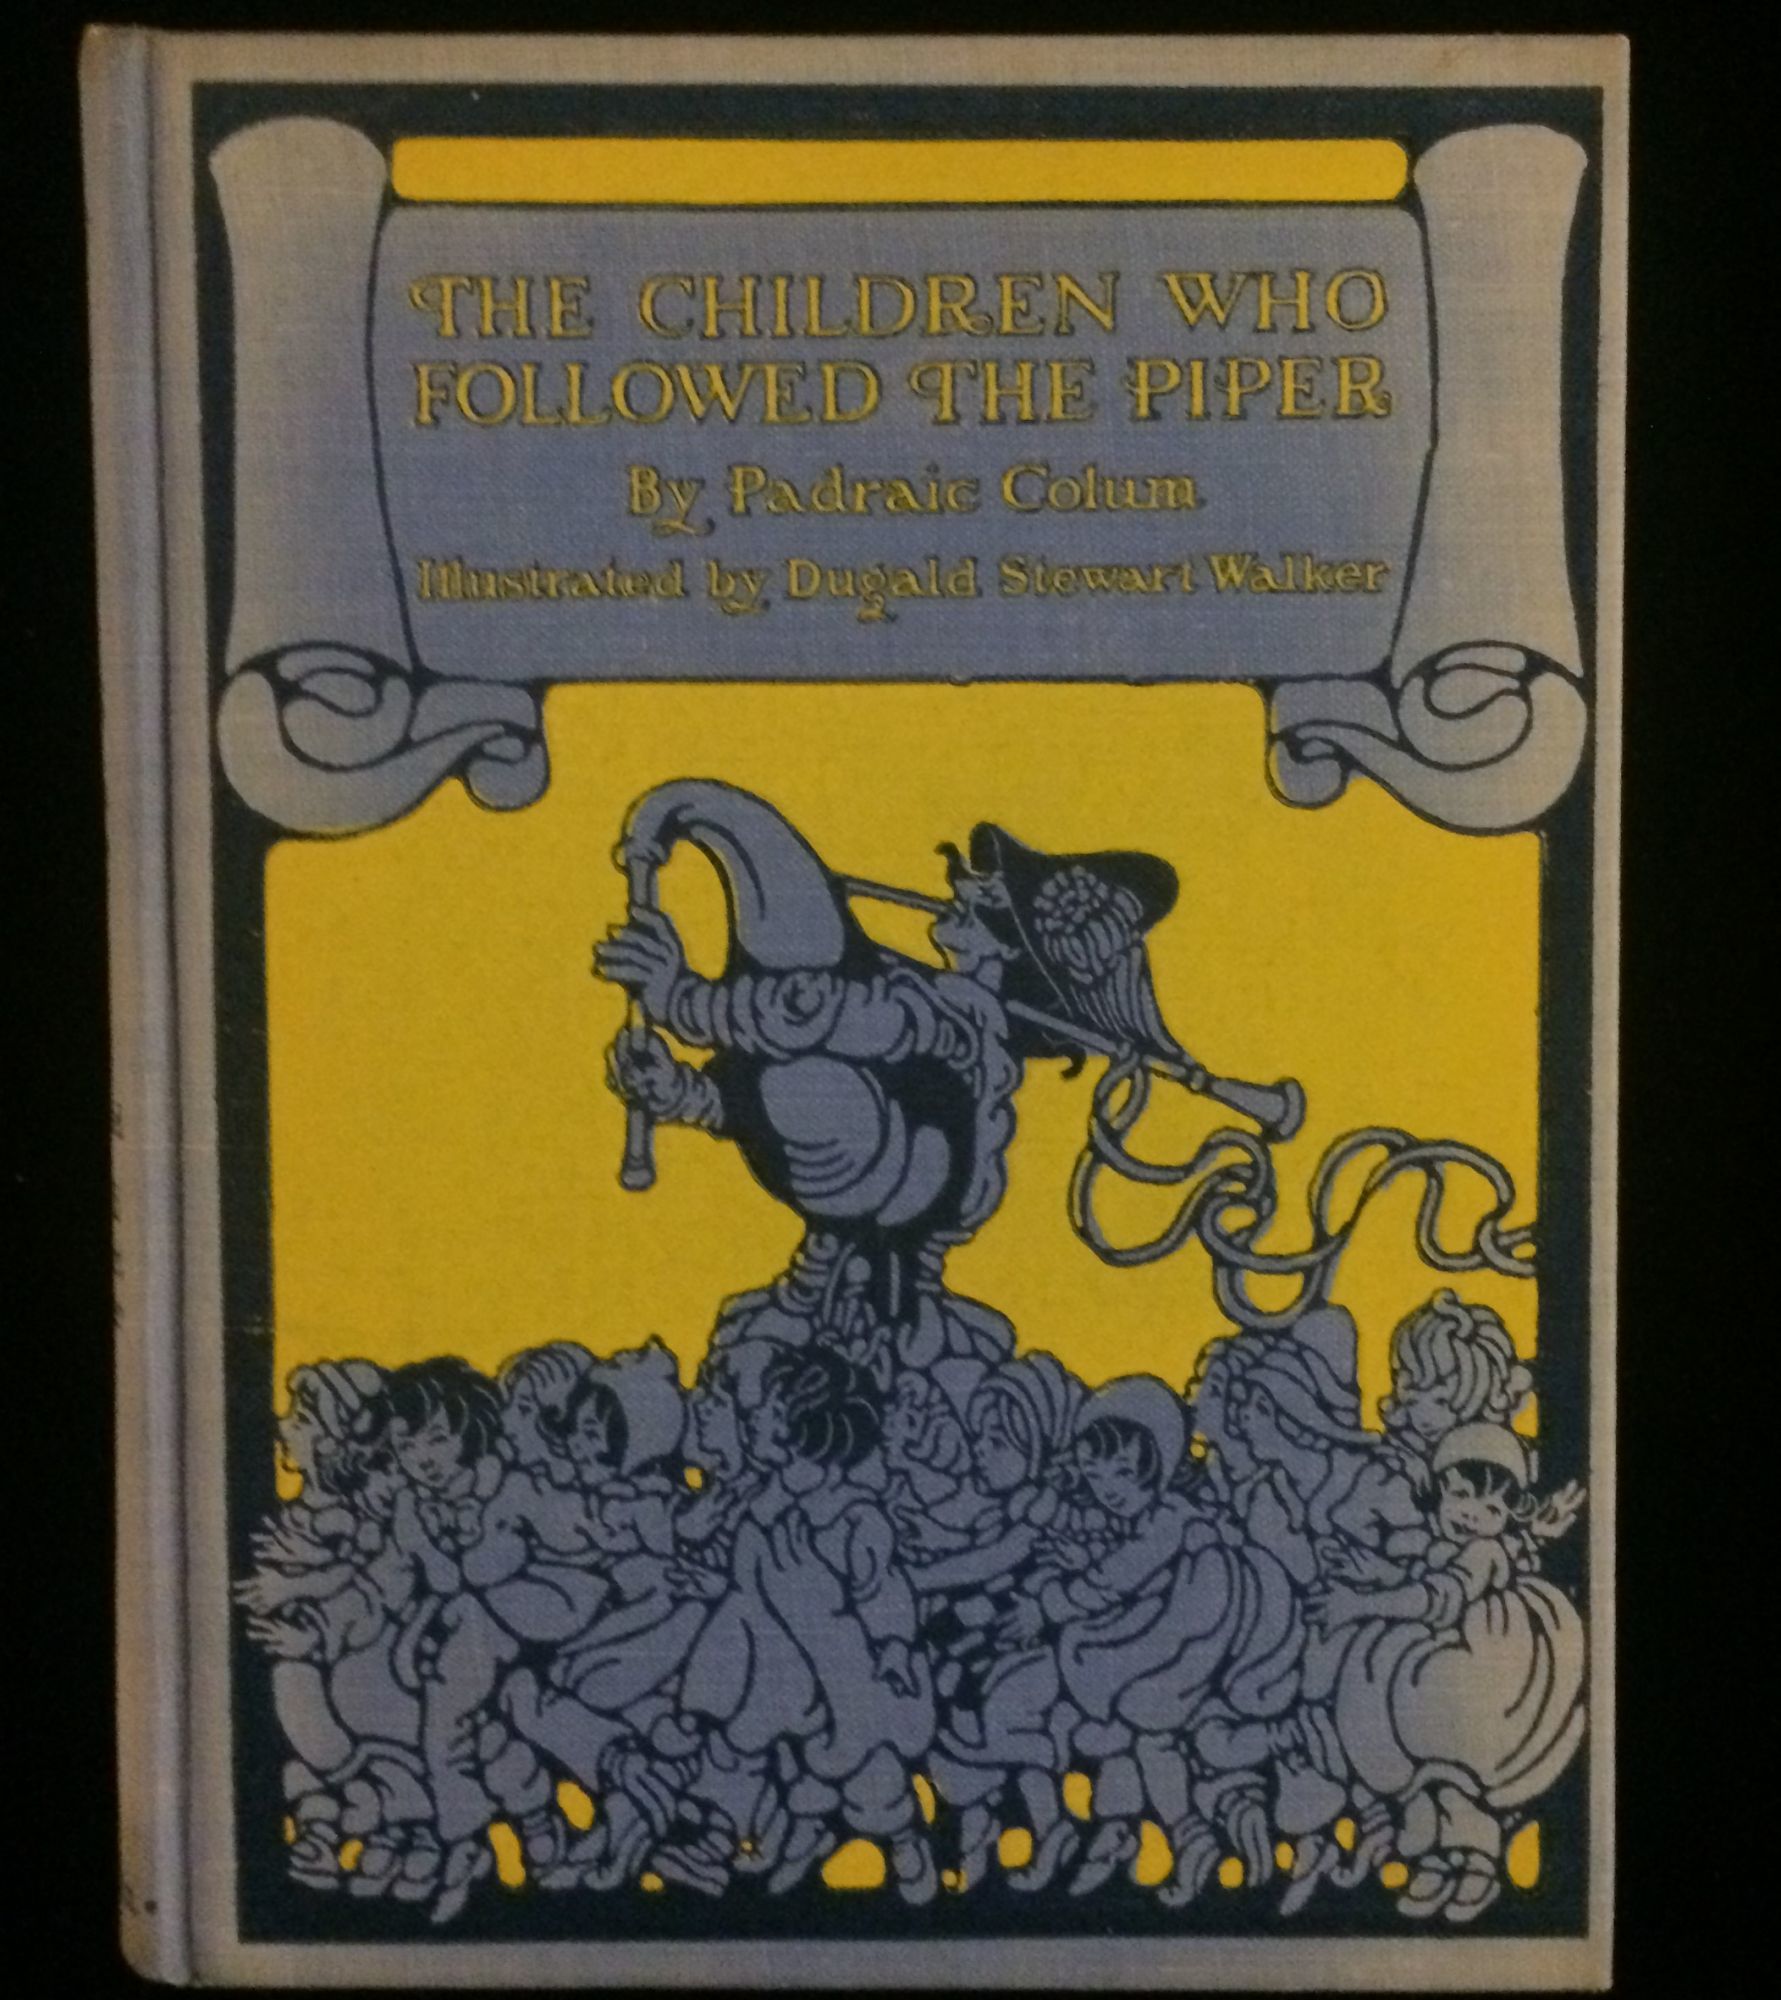 THE CHILDREN WHO
FOLLOWED THE PIPER
By Padraic Colum
Illustrated by Dugald Stewart Walker